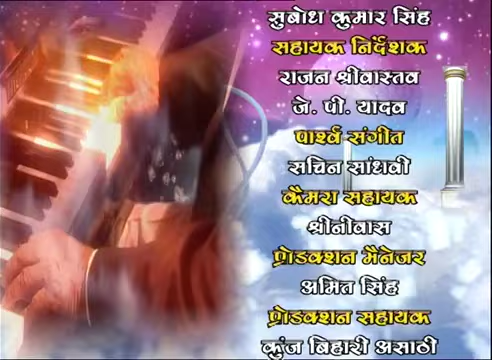 सुबोध कुमार सिंह
सहायक निर्देशक
राजन श्रीवास्तव
जे. पी. यादव
पार्श्व संगीत
सचिन सांघवी
कैमरा सहायक
श्रीनीवास
प्रोडक्शन मैनेजर
अमित सिंह
प्रोडक्शन सहायक
कुंज बिहारी असाठी